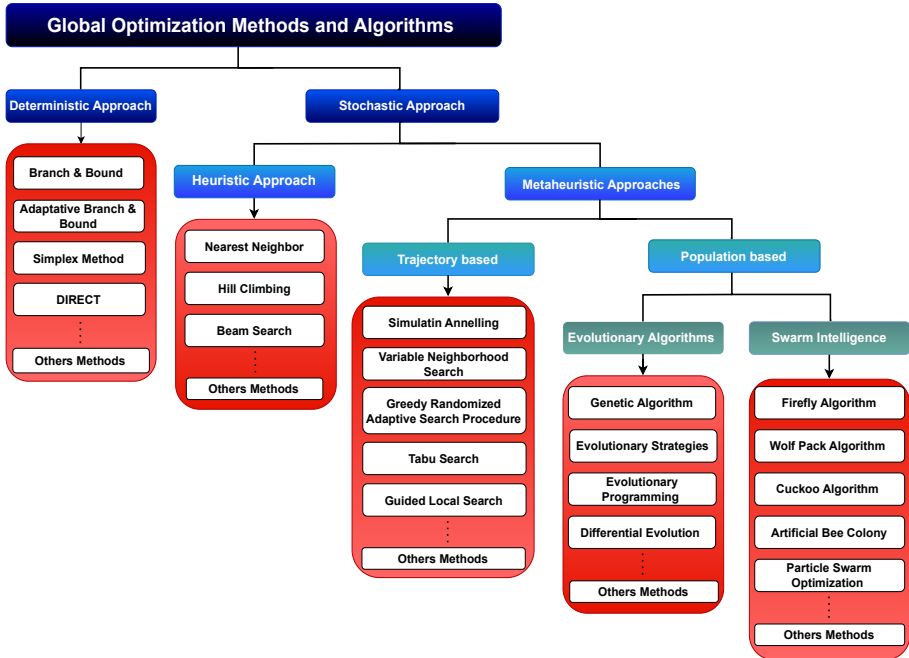 Global Optimization Methods and Algorithms
Deterministic Approach
Stochastic Approach
Branch & Bound
Adaptative Branch &
Bound
Simplex Method
DIRECT
Others Methods
Heuristic Approach
Metaheuristic Approaches
Nearest Neighbor
Hill Climbing
Beam Search
Others Methods
Trajectory based
Population based
Simulatin Annelling
Variable Neighborhood
Search
Greedy Randomized
Adaptive Search Procedure
Tabu Search
Guided Local Search
Others Methods
Evolutionary Algorithms
Swarm Intelligence
Genetic Algorithm
Evolutionary Strategies
Evolutionary
Programming
Differential Evolution
Others Methods
Firefly Algorithm
Wolf Pack Algorithm
Cuckoo Algorithm
Artificial Bee Colony
Particle Swarm
Optimization
Others Methods